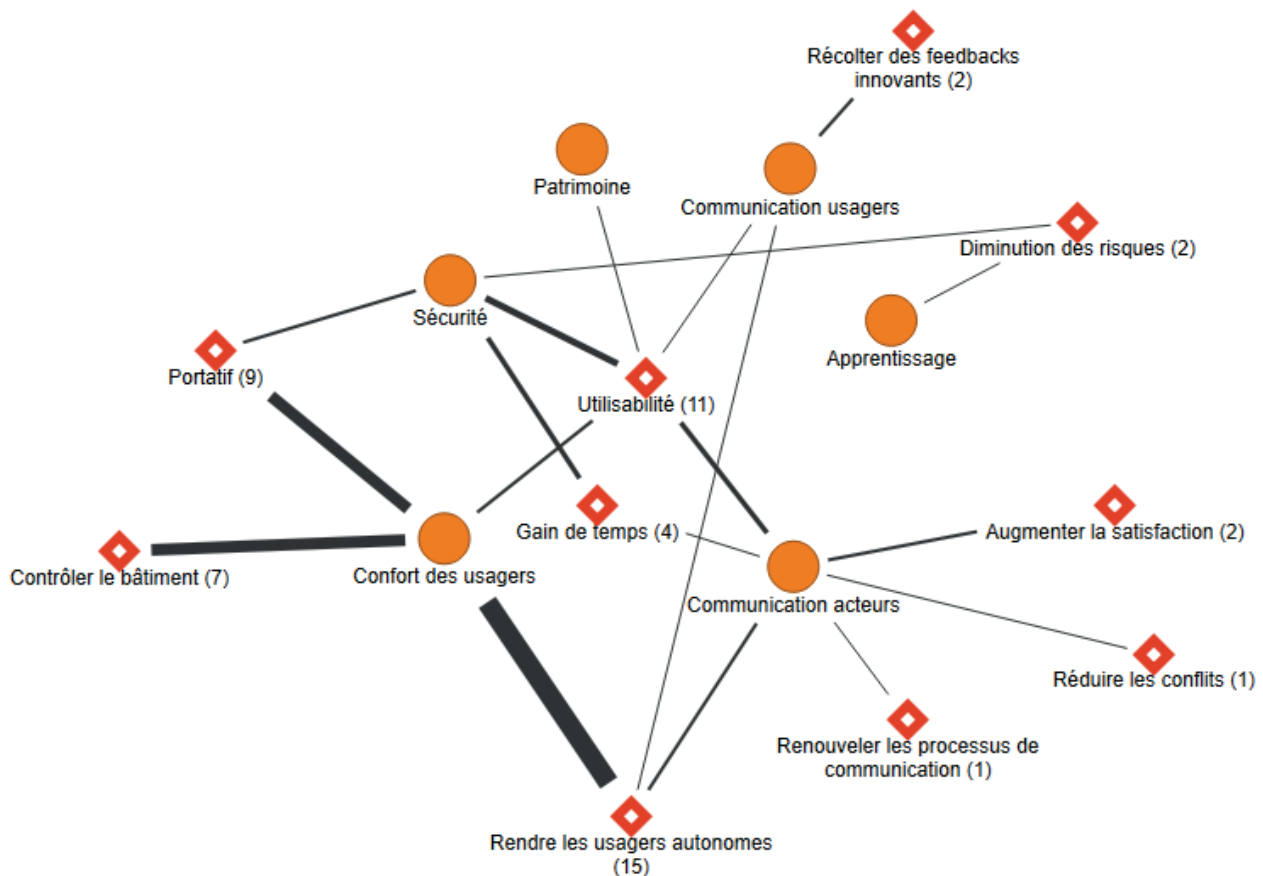 Récolter des feedbacks
innovants (2)
Patrimoine
Communication usagers
Diminution des risques (2)
Sécurité
Apprentissage
Portatif (9)
Utilisabilité (11)
Gain de temps (4)
Augmenter la satisfaction (2)
Contrôler le bâtiment (7)
Confort des usagers
Communication acteurs
Réduire les conflits (1)
Renouveler les processus de
communication (1)
Rendre les usagers autonomes
(15)